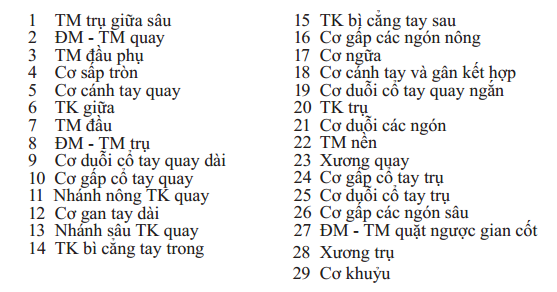 1 TM trụ giữa sâu
2 ĐM - TM quay
3 TM đầu phụ
4 Cơ sấp tròn
5 Cơ cánh tay quay
6 TK giữa
7 TM đầu
8 ĐM - TM trụ
9 Cơ duỗi cổ tay quay dài
10 Cơ gấp cổ tay quay
11 Nhánh nông TK quay
12 Cơ gan tay dài
13 Nhánh sâu TK quay
14 TK bì cẳng tay trong
15 TK bì cẳng tay sau
16 Cơ gấp các ngón nông
17 Cơ ngữa
18 Cơ cánh tay và gân kết hợp
19 Cơ duỗi cổ tay quay ngắn
20 TK trụ
21 Cơ duỗi các ngón
22 TM nền
23 Xương quay
24 Cơ gấp cổ tay trụ
25 Cơ duỗi cổ tay trụ
26 Cơ gấp các ngón sâu
27 ĐM - TM quặt ngược gian cốt
28 Xương trụ
29 Cơ khuỷu